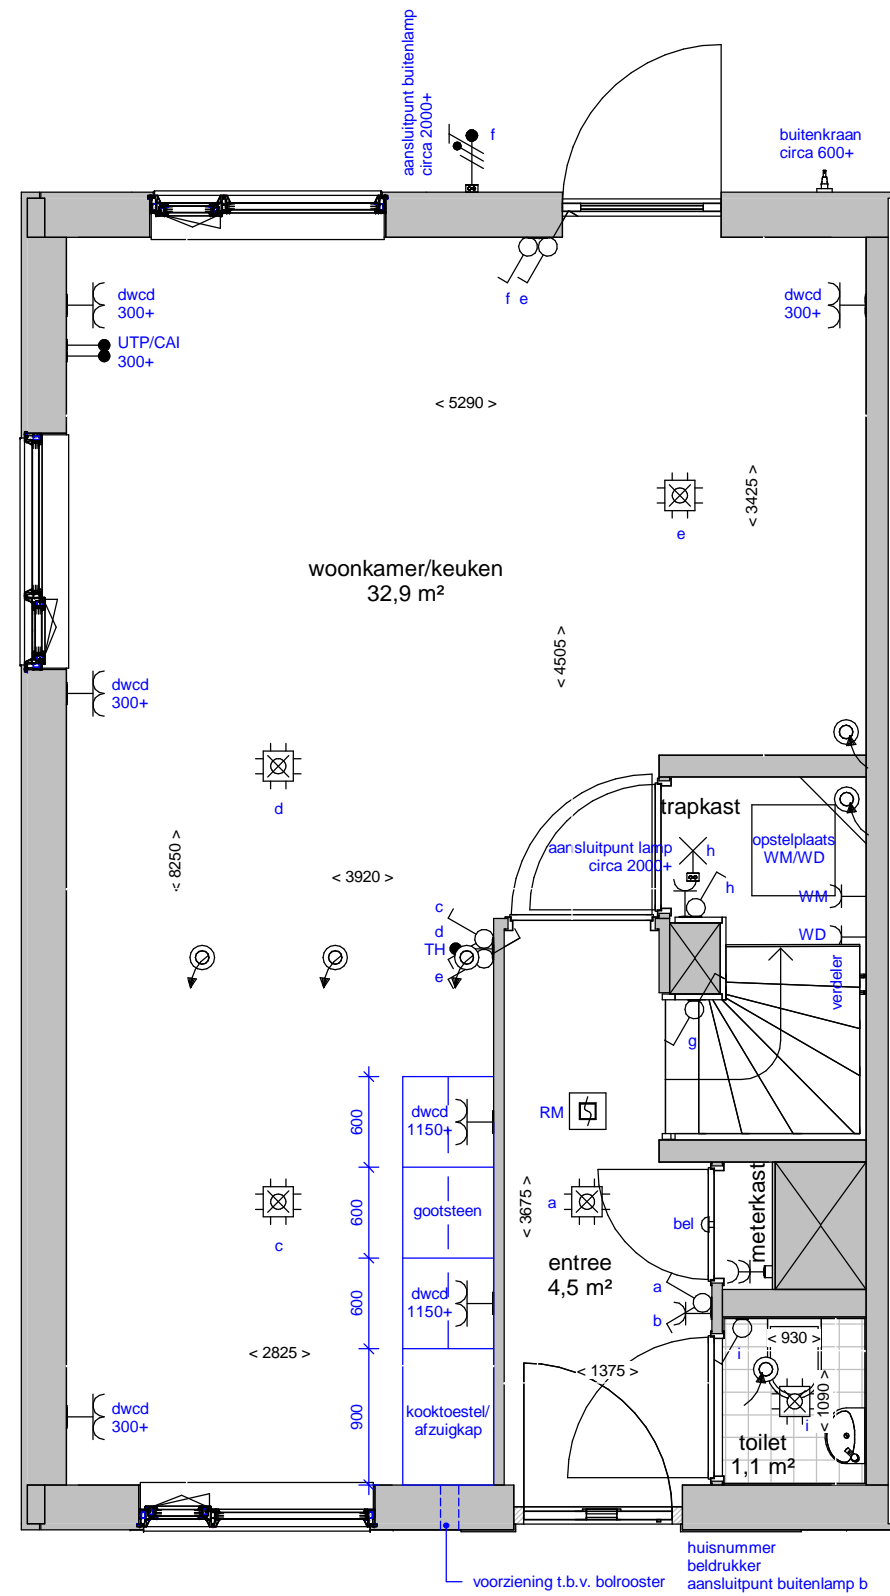 aansluitpunt buitenlamp
circa 2000+
f
buitenkraan
circa 600+
f e
dwcd
300+
dwcd
300+
UTP/CAI
300+
< 5290 >
< 3425 >
e
woonkamer/keuken
32,9 m²
< 4505 >
dwcd
300+
d
trapkast
aansluitpunt lamp
circa 2000+
h
opstelplaats
WM/WD
< 8250 >
< 3920 >
h
WM
c
d
TH
e
WD
verdeler
g
600
dwcd
1150+
RM
600
gootsteen
c
< 3675 >
a
bel
meterkast
entree
4,5 m²
a
b
600
dwcd
1150+
i
< 930 >
< 2825 >
< 1375 >
< 1090 >
dwcd
300+
900
kooktoestel/
afzuigkap
i
toilet
1,1 m²
voorziening t.b.v. bolrooster
huisnummer
beldrukker
aansluitpunt buitenlamp b